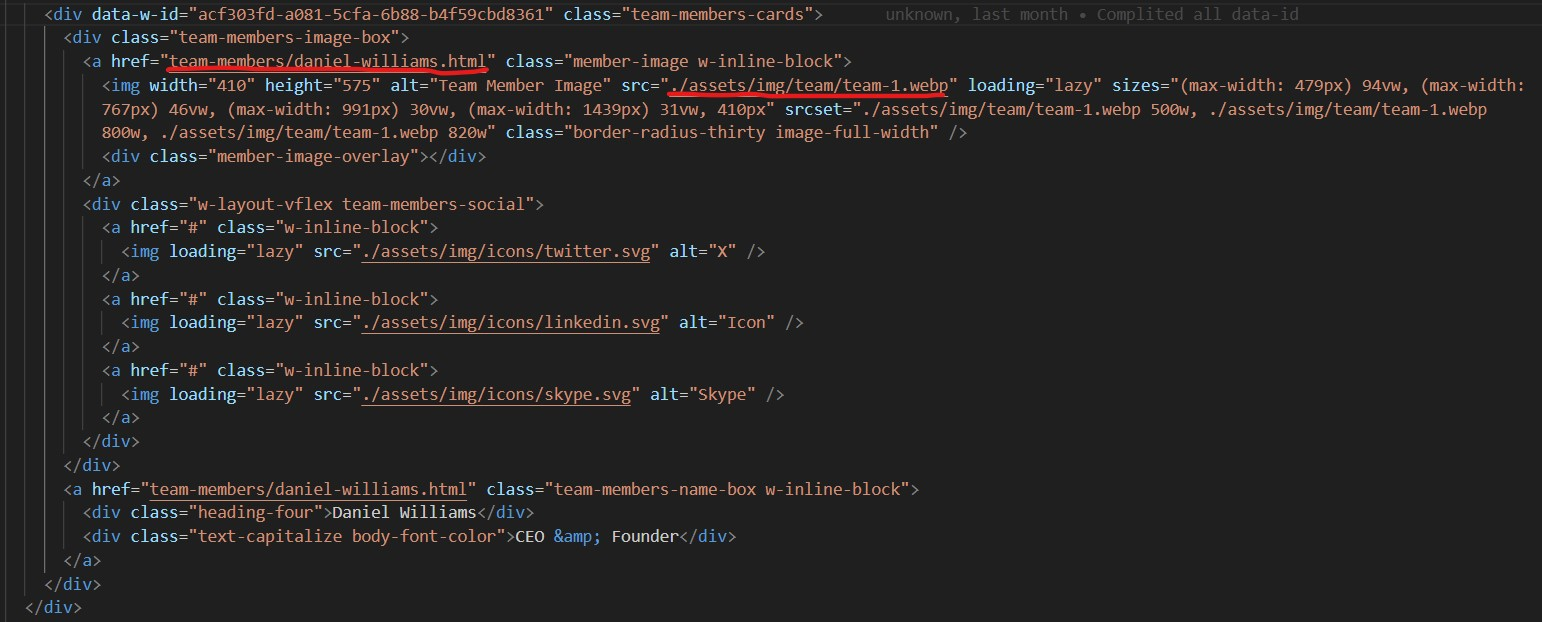 <div data-w-id="acf303fd-a081-5cfa-6b88-b4f59cbd8361" class="team-members-cards"> unknown, last month • Complited all data-id
<div class="team-members-image-box">
<a href="team-members/daniel-williams.html" class="member-image w-inline-block">
<img width="410" height="575" alt="Team Member Image" src="./assets/img/team/team-1.webp" loading="lazy" sizes="(max-width: 479px) 94vw, (max-width:
767px) 46vw, (max-width: 991px) 30vw, (max-width: 1439px) 31vw, 410px" srcset="./assets/img/team/team-1.webp 500w, ./assets/img/team/team-1.webp
800w, ./assets/img/team/team-1.webp 820w" class="border-radius-thirty image-full-width" />
<div class="member-image-overlay"></div>
</a>
<div class="w-layout-vflex team-members-social">
<a href="#" class="w-inline-block">
<img loading="lazy" src="./assets/img/icons/twitter.svg" alt="X" />
</a>
<a href="#" class="w-inline-block">
<img loading="lazy" src="./assets/img/icons/linkedin.svg" alt="Icon" />
</a>
<a href="#" class="w-inline-block">
<img loading="lazy" src="./assets/img/icons/skype.svg" alt="Skype" />
</a>
</div>
</div>
<a href="team-members/daniel-williams.html" class="team-members-name-box w-inline-block">
<div class="heading-four">Daniel Williams</div>
<div class="text-capitalize body-font-color">CEO &amp; Founder</div>
</a>
</div>
</div>